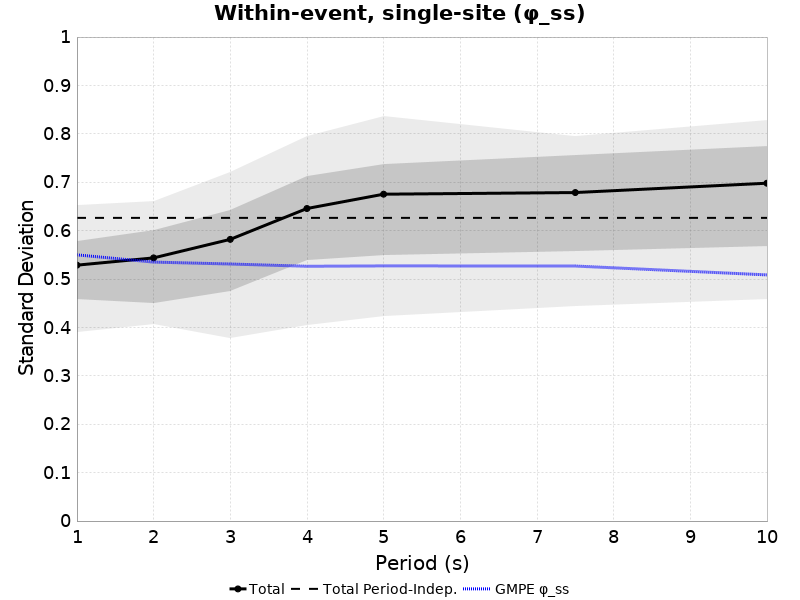 Within-event, single-site (φ_ss)
1
0.9
0.8
0.7
0.6
0.5
0.4
0.3
0.2
0.1
0
Standard Deviation
1 2 3 4 5 6 7 8 9 10
Period (s)
Total Total Period-Indep. GMPE φ_ss